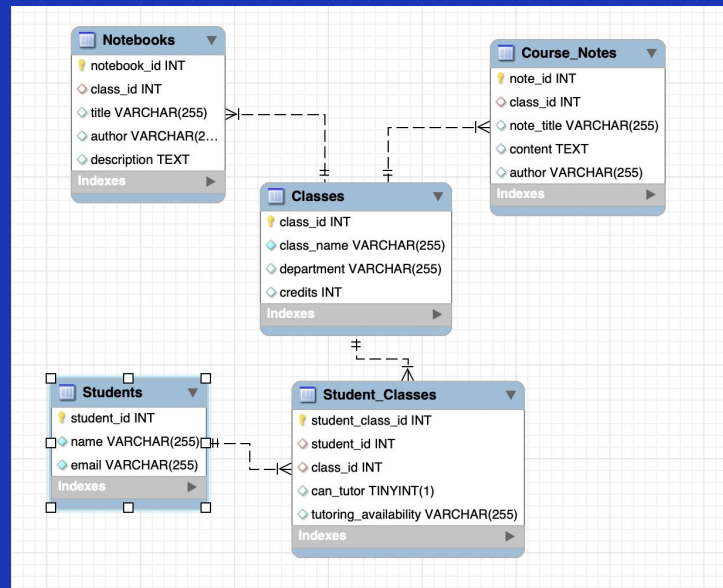 Notebooks
notebook_id INT
class_id INT
title VARCHAR(255)
author VARCHAR(2...
description TEXT
Indexes
Course_Notes
note_id INT
class_id INT
note_title VARCHAR(255)
content TEXT
author VARCHAR(255)
Indexes
Classes
class_id INT
class_name VARCHAR(255)
department VARCHAR(255)
credits INT
Indexes
Students
student_id INT
name VARCHAR(255)
email VARCHAR(255)
Indexes
Student_Classes
student_class_id INT
student_id INT
class_id INT
can_tutor TINYINT(1)
tutoring_availability VARCHAR(255)
Indexes